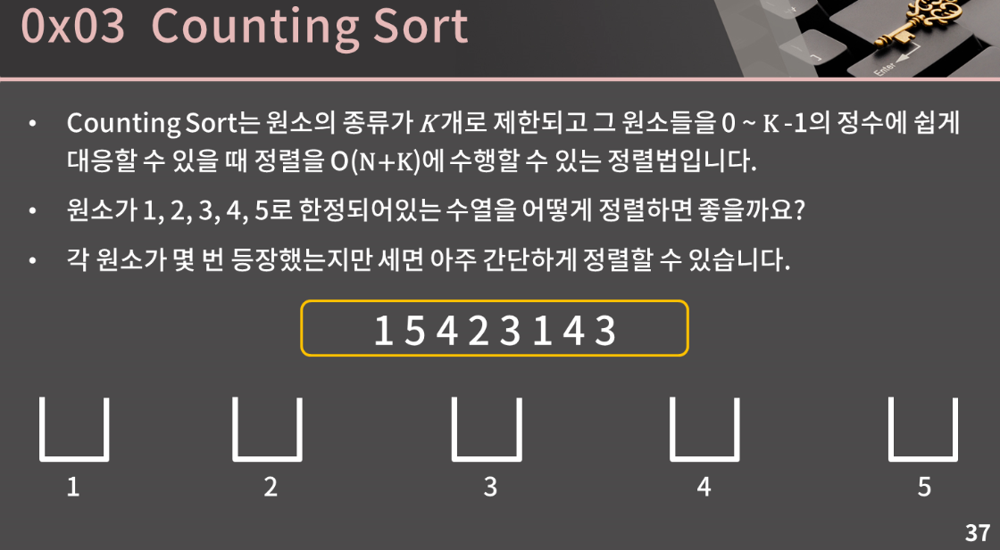 0x03 Counting Sort
Enter
• Counting Sort는 원소의 종류가 K개로 제한되고 그 원소들을 0 ~ K -1의 정수에 쉽게
대응할 수 있을 때 정렬을 O(N+K)에 수행할 수 있는 정렬법입니다.
• 원소가 1, 2, 3, 4, 5로 한정되어있는 수열을 어떻게 정렬하면 좋을까요?
• 각 원소가 몇 번 등장했는지만 세면 아주 간단하게 정렬할 수 있습니다.
1 5 4 2 3 1 4 3
1 2 3 4 5
37